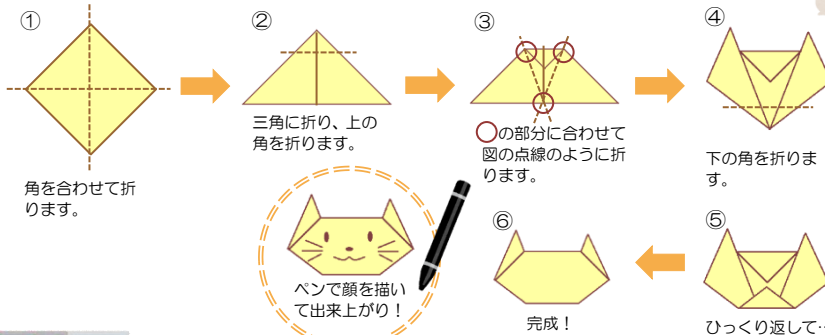 ①
角を合わせて折
ります。
②
三角に折り、上の
角を折ります。
③
の部分に合わせて
図の点線のように折
ります。
④
下の角を折りま
す。
⑤
ひっくり返して・
⑥
完成！
ペンで顔を描い
て出来上がり！